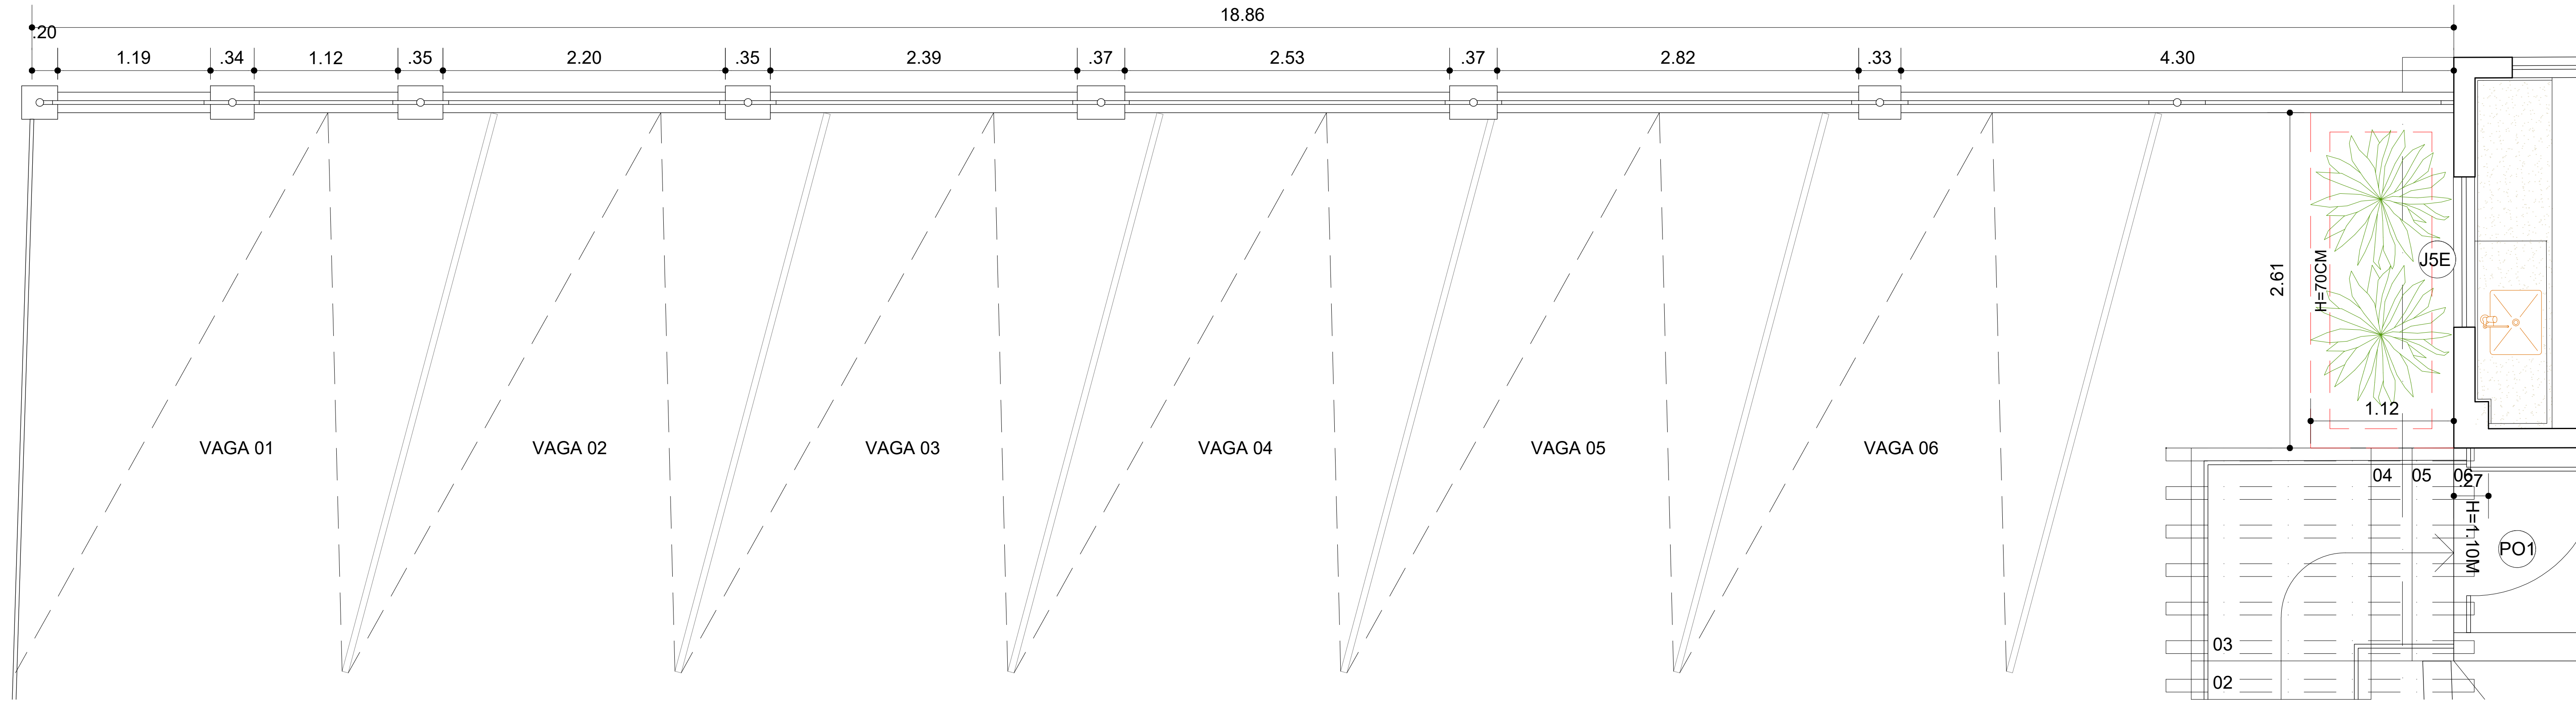 18.86
.20
1.19
.34
1.12
.35
2.20
.35
2.39
.37
2.53
.37
2.82
.33
4.30
2.61
H=70CM
J5E
1.12
VAGA 01
VAGA 02
VAGA 03
VAGA 04
VAGA 05
VAGA 06
04
05
06
.27
H=1.10M
PO1
03
02